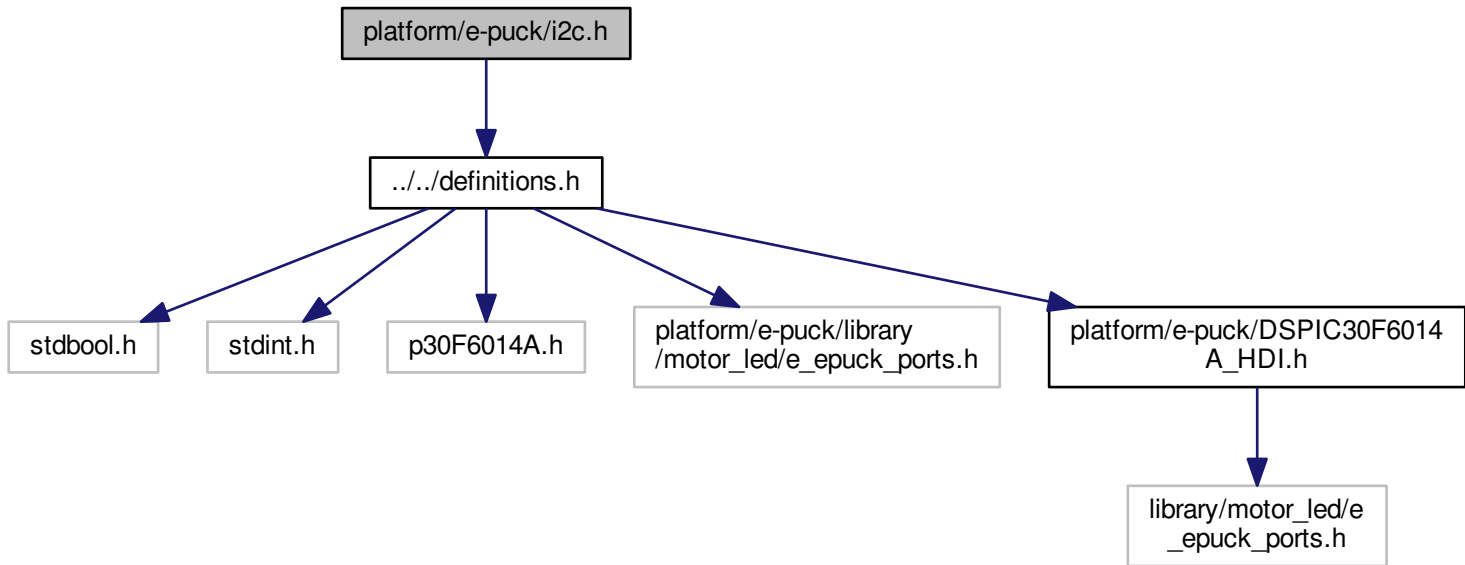 platform/e-puck/i2c.h
../../definitions.h
stdbool.h
stdint.h
p30F6014A.h
platform/e-puck/library
/motor_led/e_epuck_ports.h
platform/e-puck/DSPIC30F6014
A_HDI.h
library/motor_led/e
_epuck_ports.h